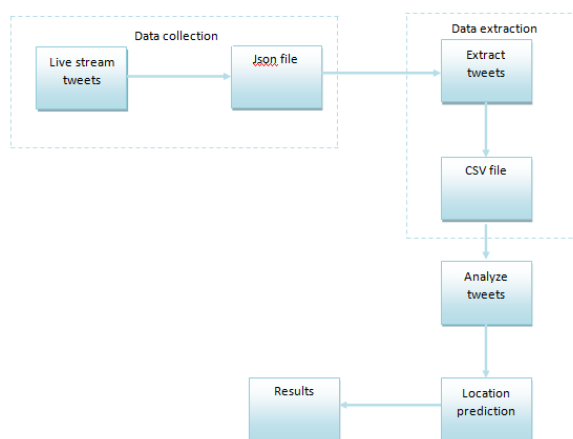 Data collection
Live stream
tweets
Json file
Data extraction
Extract
tweets
CSV file
Analyze
tweets
Location
prediction
Results